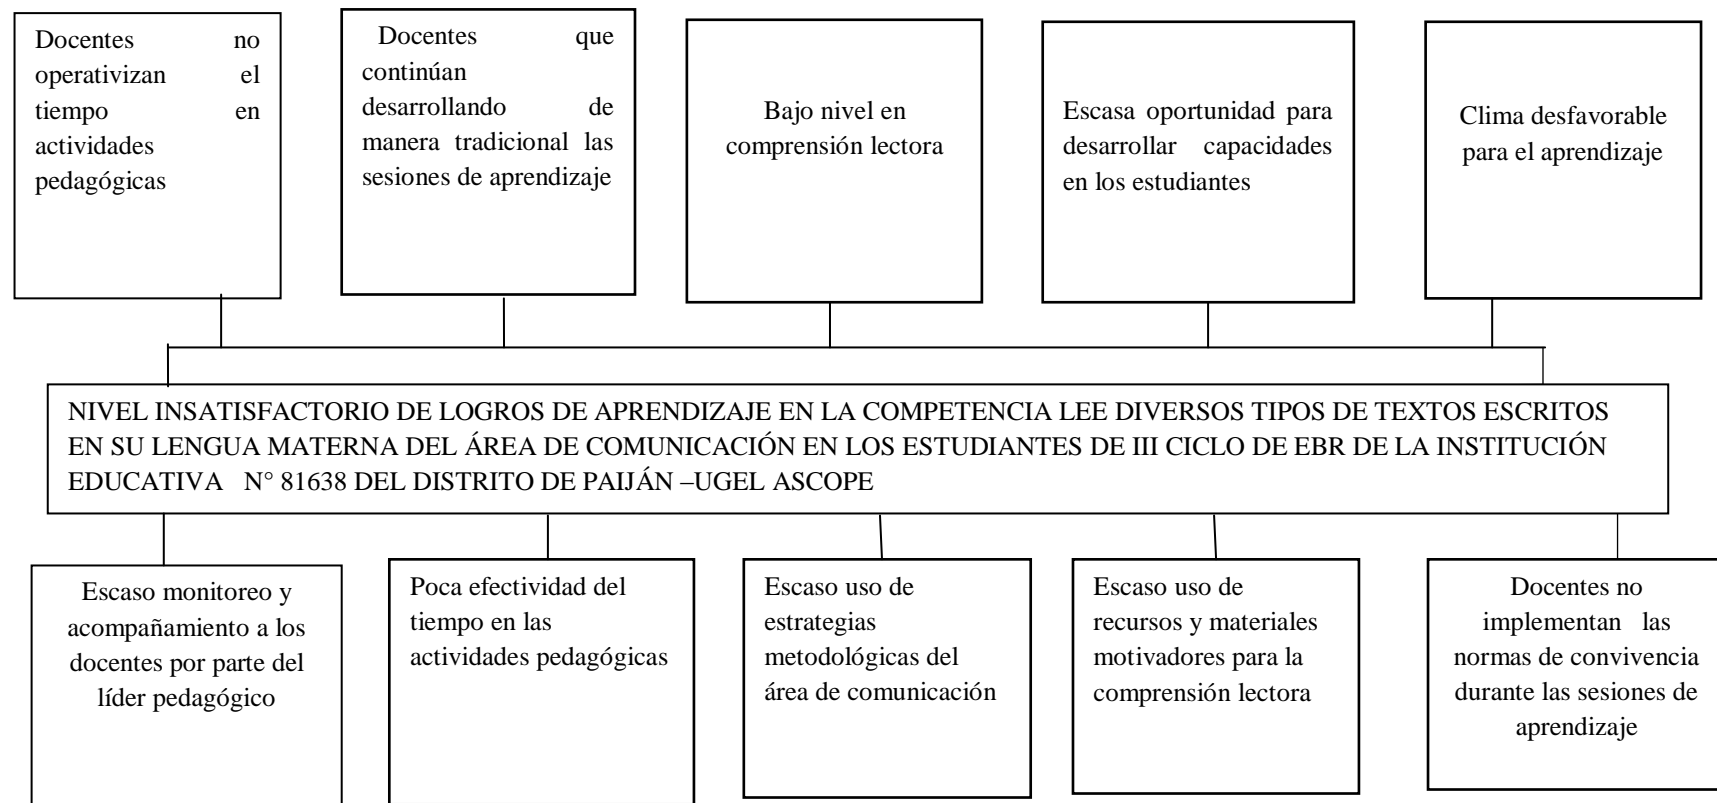 Docentes no
operativizan el
tiempo en
actividades
pedagógicas
Docentes que
continúan
desarrollando de
manera tradicional las
sesiones de aprendizaje
Bajo nivel en
comprensión lectora
Escasa oportunidad para
desarrollar capacidades
en los estudiantes
Clima desfavorable
para el aprendizaje
NIVEL INSATISFACTORIO DE LOGROS DE APRENDIZAJE EN LA COMPETENCIA LEE DIVERSOS TIPOS DE TEXTOS ESCRITOS
EN SU LENGUA MATERNA DEL ÁREA DE COMUNICACIÓN EN LOS ESTUDIANTES DE III CICLO DE EBR DE LA INSTITUCIÓN
EDUCATIVA N° 81638 DEL DISTRITO DE PAIJÁN –UGEL ASCOPE
Escaso monitoreo y
acompañamiento a los
docentes por parte del
líder pedagógico
Poca efectividad del
tiempo en las
actividades pedagógicas
Escaso uso de
estrategias
metodológicas del
área de comunicación
Escaso uso de
recursos y materiales
motivadores para la
comprensión lectora
Docentes no
implementan las
normas de convivencia
durante las sesiones de
aprendizaje